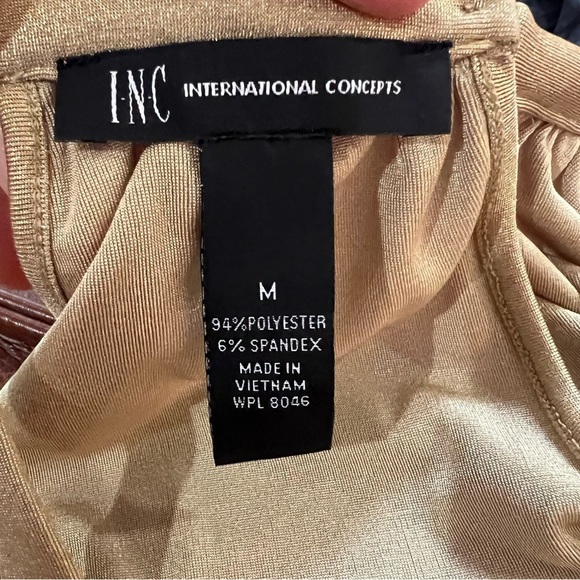 I·N·C INTERNATIONAL CONCEPTS
M
94%POLYESTER
6% SPANDEX
MADE IN
VIETNAM
WPL 8046